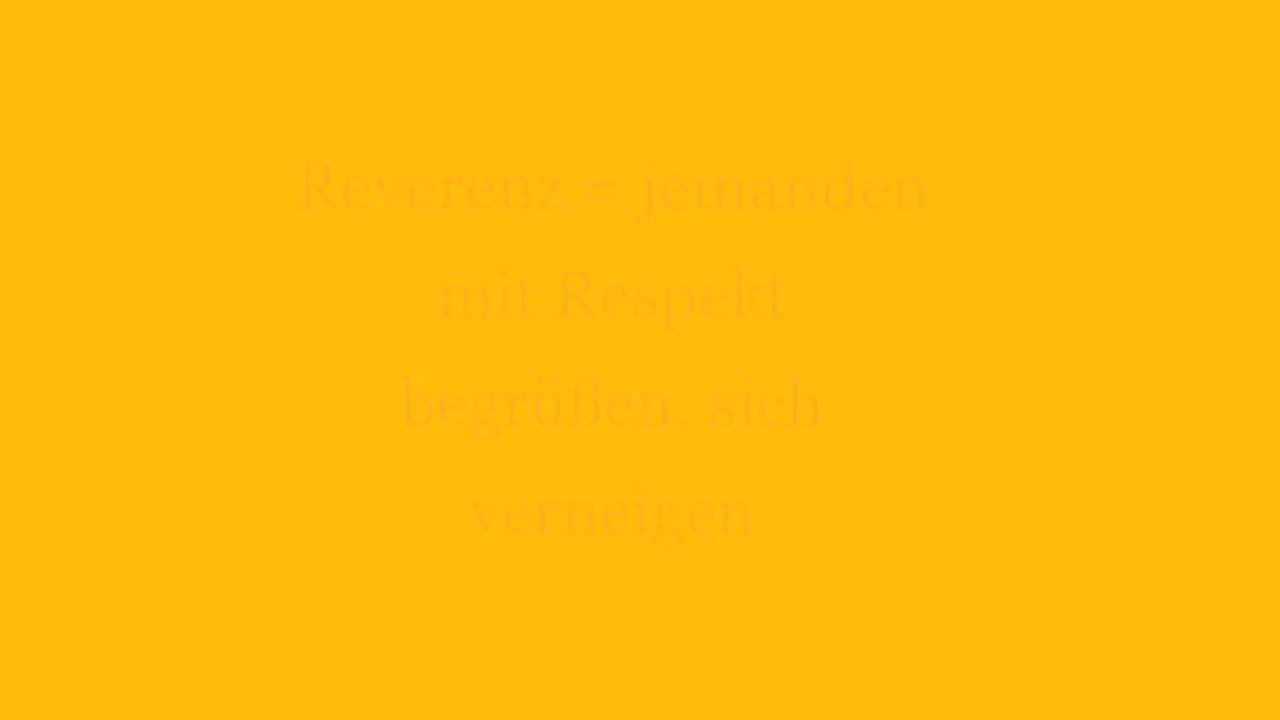 Reverenz = jemanden
mit Respekt
begrüßen, sich
verneigen